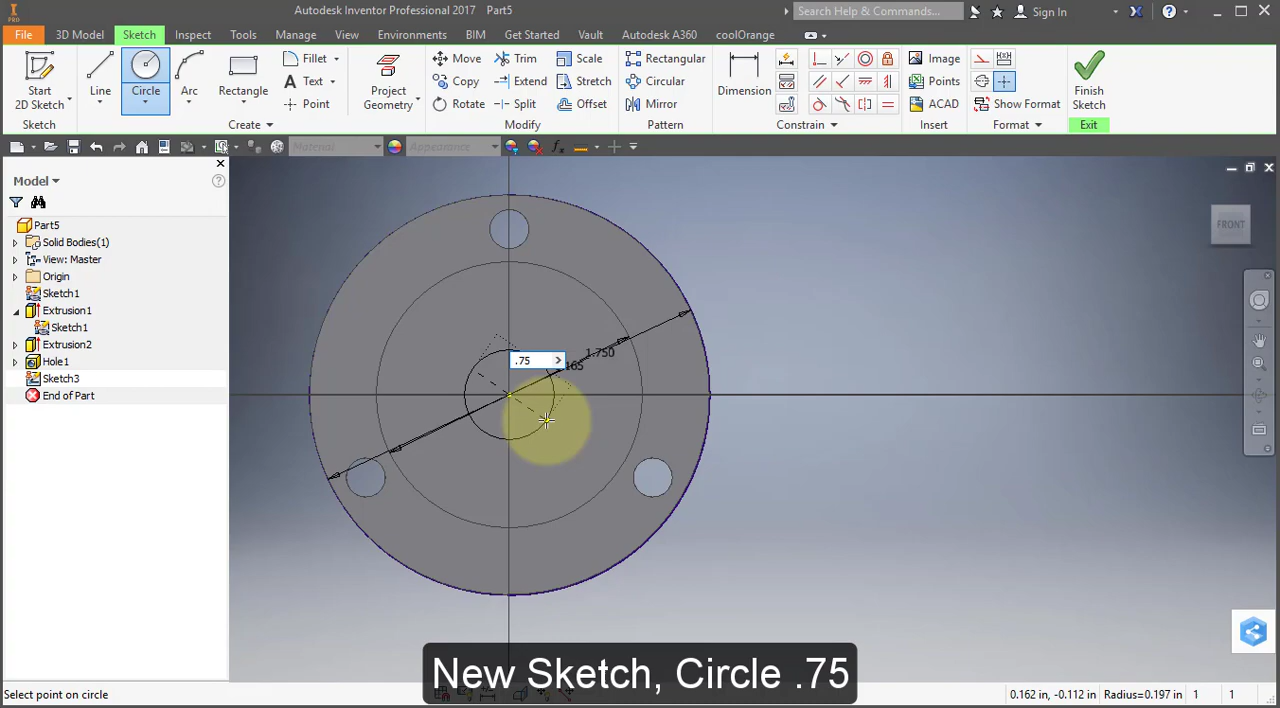 PRO
Autodesk Inventor Professional 2017 Part5
Search Help & Commands...
Sign In
File
3D Model
Sketch
Inspect
Tools
Manage
View
Environments
BIM
Get Started
Vault
Autodesk A360
coolOrange
Start
2D Sketch
Sketch
Line
Circle
Arc
Rectangle
Fillet
Text
Point
Create
Project
Geometry
Move
Copy
Rotate
Trim
Extend
Split
Scale
Stretch
Offset
Modify
Rectangular
Circular
Mirror
Pattern
Dimension
Constrain
Image
Points
ACAD
Insert
Show Format
Format
Finish
Sketch
Exit
Material
Appearance
Model
Part5
Solid Bodies(1)
View: Master
Origin
Sketch1
Extrusion1
Sketch1
Extrusion2
Hole1
Sketch3
End of Part
FRONT
.75
1.750
165
New Sketch, Circle .75
Select point on circle
0.162 in, -0.112 in Radius=0.197 in 1 1